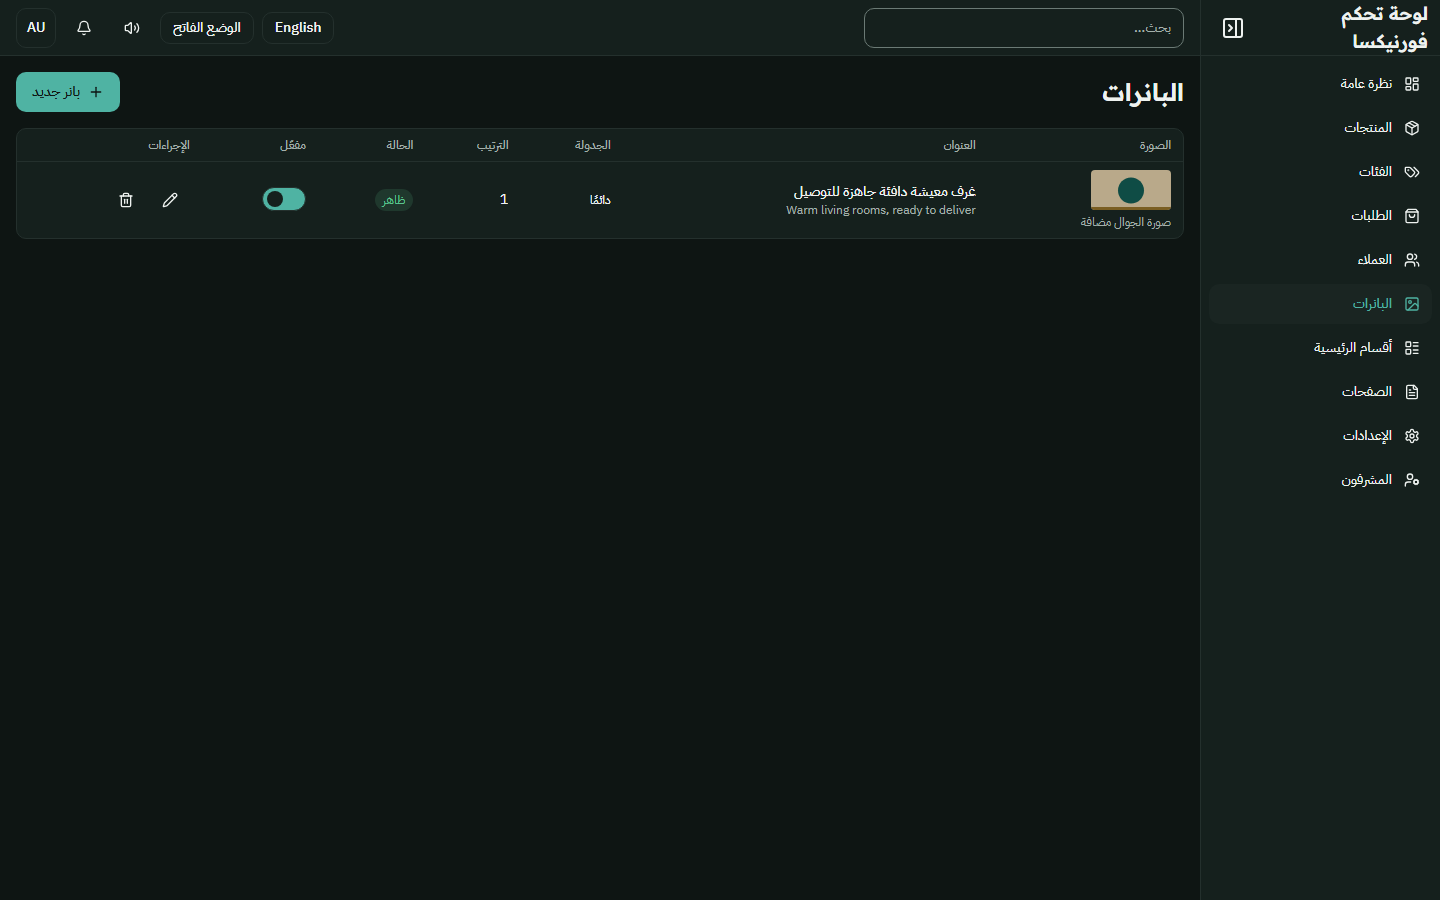 لوحة تحكم
فورنيكسا
بحث...
English
الوضع الفاتح
AU
نظرة عامة
المنتجات
الفئات
الطلبات
العملاء
البانرات
أقسام الرئيسية
الصفحات
الإعدادات
المشرفون
البانرات
بانر جديد
الصورة
العنوان
الجدولة
الترتيب
الحالة
مفعّل
الإجراءات
صورة الجوال مضافة
غرف معيشة دافئة جاهزة للتوصيل
Warm living rooms, ready to deliver
دائمًا
1
ظاهر